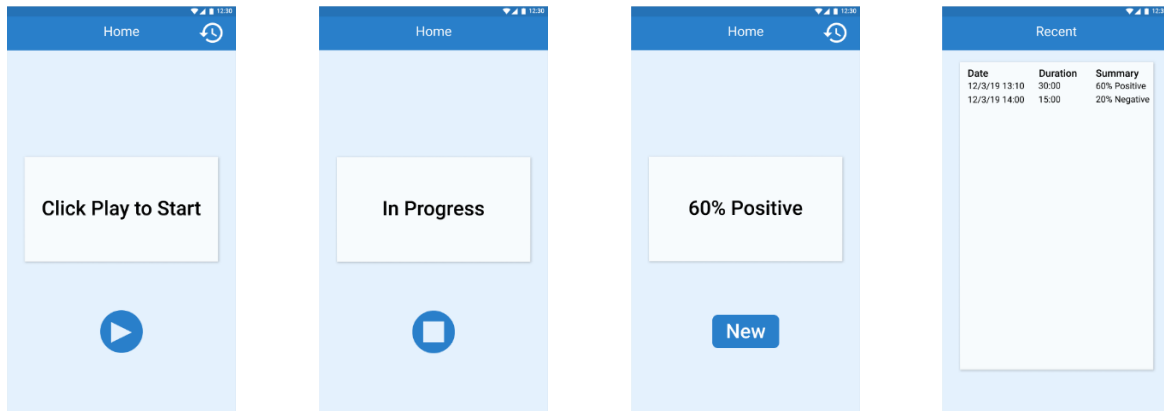 12:30
Home
Click Play to Start
12:30
Home
In Progress
12:30
Home
60% Positive
New
12:30
Recent
Date Duration Summary
12/3/19 13:10 30:00 60% Positive
12/3/19 14:00 15:00 20% Negative